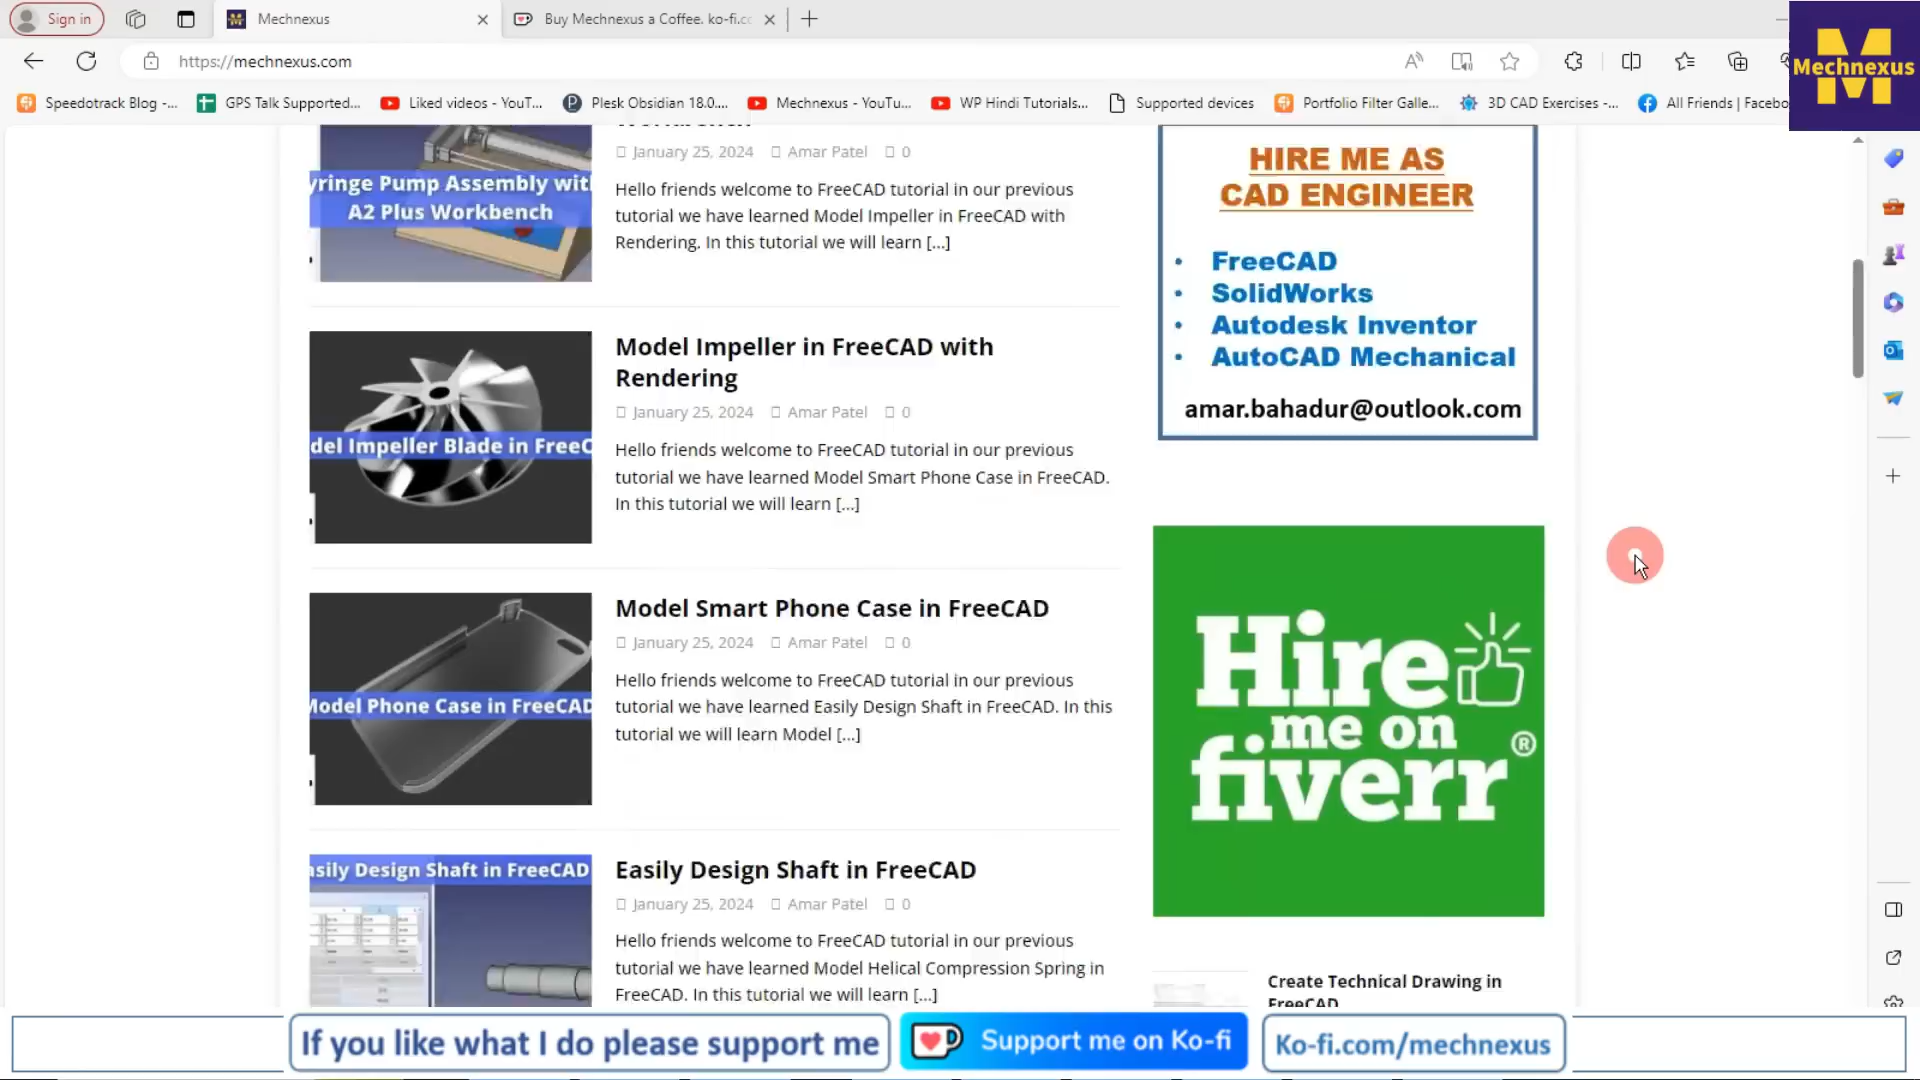 Sign in
Mechnexus
Buy Mechnexus a Coffee. ko-fi.cc
https://mechnexus.com
Mechnexus
Speedotrack Blog -...
GPS Talk Supported...
Liked videos - YouT...
Plesk Obsidian 18.0....
Mechnexus - YouTu...
WP Hindi Tutorials...
Supported devices
Portfolio Filter Galle...
3D CAD Exercises -...
All Friends | Facebo
yringe Pump Assembly wit
A2 Plus Workbench
January 25, 2024 Amar Patel 0
Hello friends welcome to FreeCAD tutorial in our previous
tutorial we have learned Model Impeller in FreeCAD with
Rendering. In this tutorial we will learn [...]
HIRE ME AS
CAD ENGINEER
• FreeCAD
• SolidWorks
• Autodesk Inventor
• AutoCAD Mechanical
amar.bahadur@outlook.com
del Impeller Blade in FreeC
Model Impeller in FreeCAD with
Rendering
January 25, 2024 Amar Patel 0
Hello friends welcome to FreeCAD tutorial in our previous
tutorial we have learned Model Smart Phone Case in FreeCAD.
In this tutorial we will learn [...]
Model Phone Case in FreeCAD
Model Smart Phone Case in FreeCAD
January 25, 2024 Amar Patel 0
Hello friends welcome to FreeCAD tutorial in our previous
tutorial we have learned Easily Design Shaft in FreeCAD. In this
tutorial we will learn Model [...]
Hire
me on
fiverr®
asily Design Shaft in FreeCAD
Easily Design Shaft in FreeCAD
January 25, 2024 Amar Patel 0
Hello friends welcome to FreeCAD tutorial in our previous
tutorial we have learned Model Helical Compression Spring in
FreeCAD. In this tutorial we will learn [...]
Create Technical Drawing in
FreeCAD
If you like what I do please support me
Support me on Ko-fi
Ko-fi.com/mechnexus